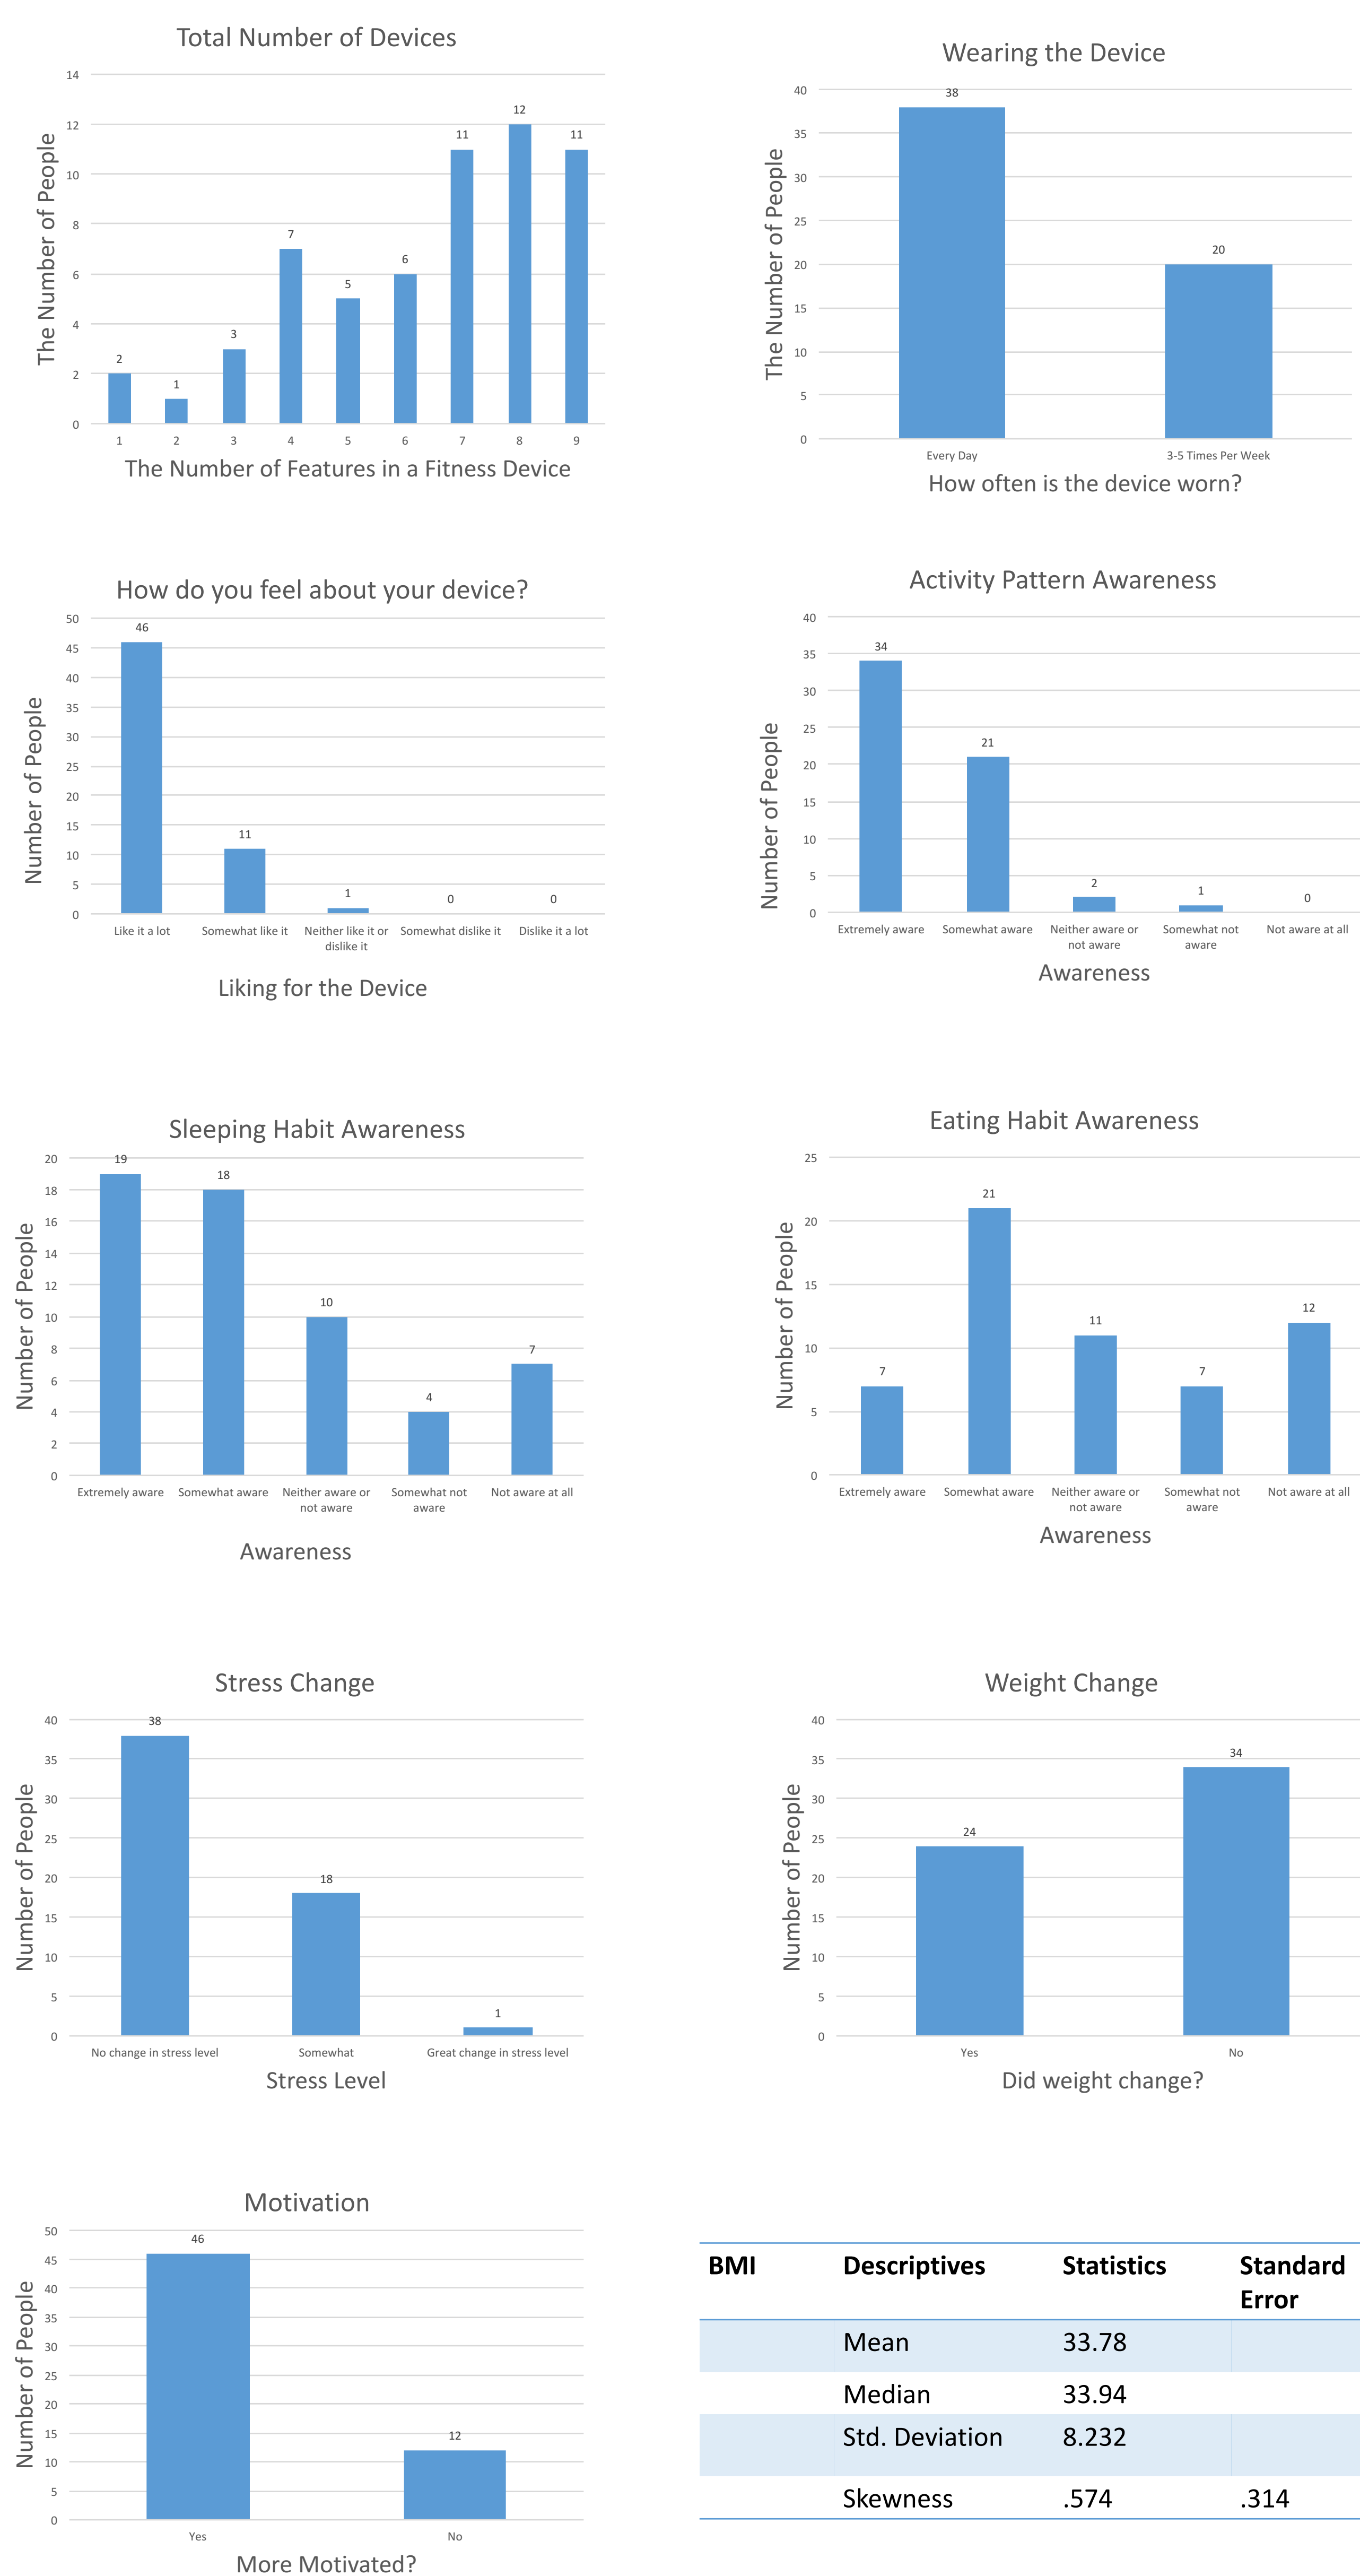 Total Number of Devices
The Number of People
14
12
10
8
6
4
2
0
2
1
3
7
5
6
11
12
11
1 2 3 4 5 6 7 8 9
The Number of Features in a Fitness Device
Wearing the Device
The Number of People
40
35
30
25
20
15
10
5
0
38
20
Every Day 3-5 Times Per Week
How often is the device worn?
How do you feel about your device?
Number of People
50
45
40
35
30
25
20
15
10
5
0
46
11
1
0
0
Like it a lot Somewhat like it Neither like it or Somewhat dislike it Dislike it a lot
dislike it
Liking for the Device
Activity Pattern Awareness
Number of People
40
35
30
25
20
15
10
5
0
34
21
2
1
0
Extremely aware Somewhat aware Neither aware or Somewhat not Not aware at all
not aware aware
Awareness
Sleeping Habit Awareness
Number of People
20
18
16
14
12
10
8
6
4
2
0
19
18
10
4
7
Extremely aware Somewhat aware Neither aware or Somewhat not Not aware at all
not aware aware
Awareness
Eating Habit Awareness
Number of People
25
20
15
10
5
0
7
21
11
7
12
Extremely aware Somewhat aware Neither aware or Somewhat not Not aware at all
not aware aware
Awareness
Stress Change
Number of People
40
35
30
25
20
15
10
5
0
38
18
1
No change in stress level Somewhat Great change in stress level
Stress Level
Weight Change
Number of People
40
35
30
25
20
15
10
5
0
24
34
Yes No
Did weight change?
Motivation
Number of People
50
45
40
35
30
25
20
15
10
5
0
46
12
Yes No
More Motivated?
BMI Descriptives Statistics Standard
Error
Mean 33.78
Median 33.94
Std. Deviation 8.232
Skewness .574 .314